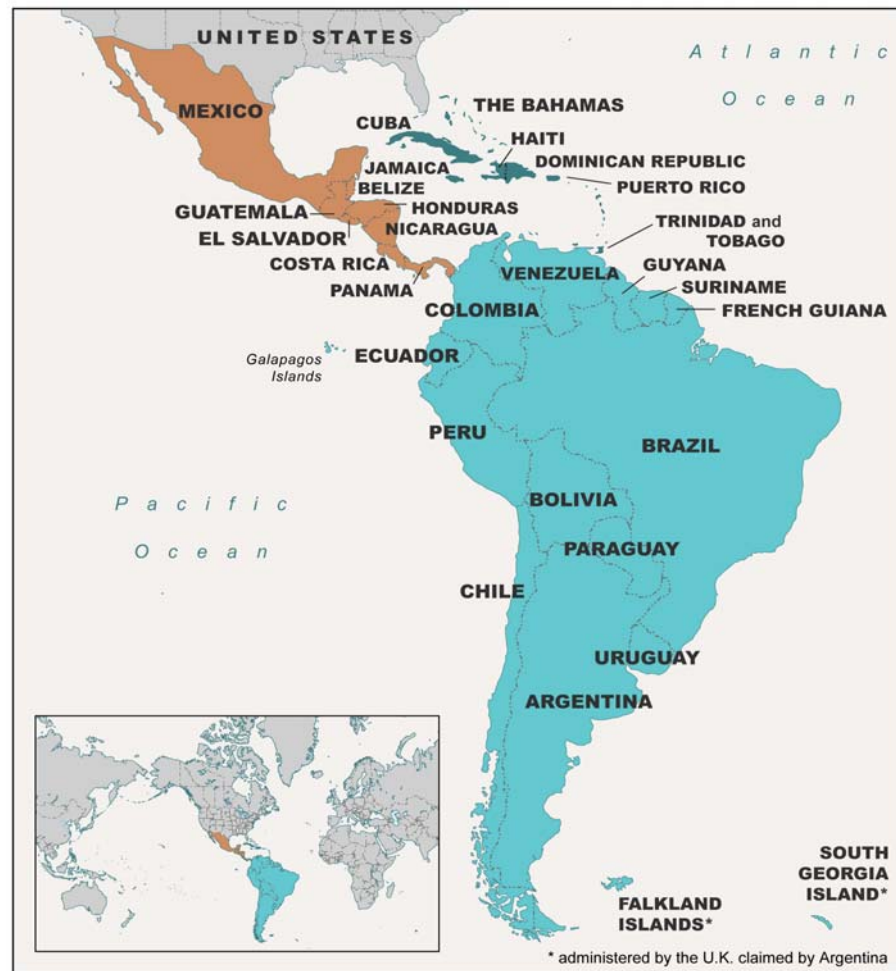 UNITED STATES
Atlantic
Ocean
MEXICO
THE BAHAMAS
CUBA
HAITI
DOMINICAN REPUBLIC
JAMAICA
BELIZE
PUERTO RICO
GUATEMALA
HONDURAS
EL SALVADOR
NICARAGUA
TRINIDAD and
TOBAGO
COSTA RICA
PANAMA
VENEZUELA
GUYANA
SURINAME
COLOMBIA
FRENCH GUIANA
Galapagos
Islands
ECUADOR
PERU
BRAZIL
Pacific
Ocean
BOLIVIA
PARAGUAY
CHILE
URUGUAY
ARGENTINA
FALKLAND
ISLANDS*
SOUTH
GEORGIA
ISLAND*
* administered by the U.K. claimed by Argentina